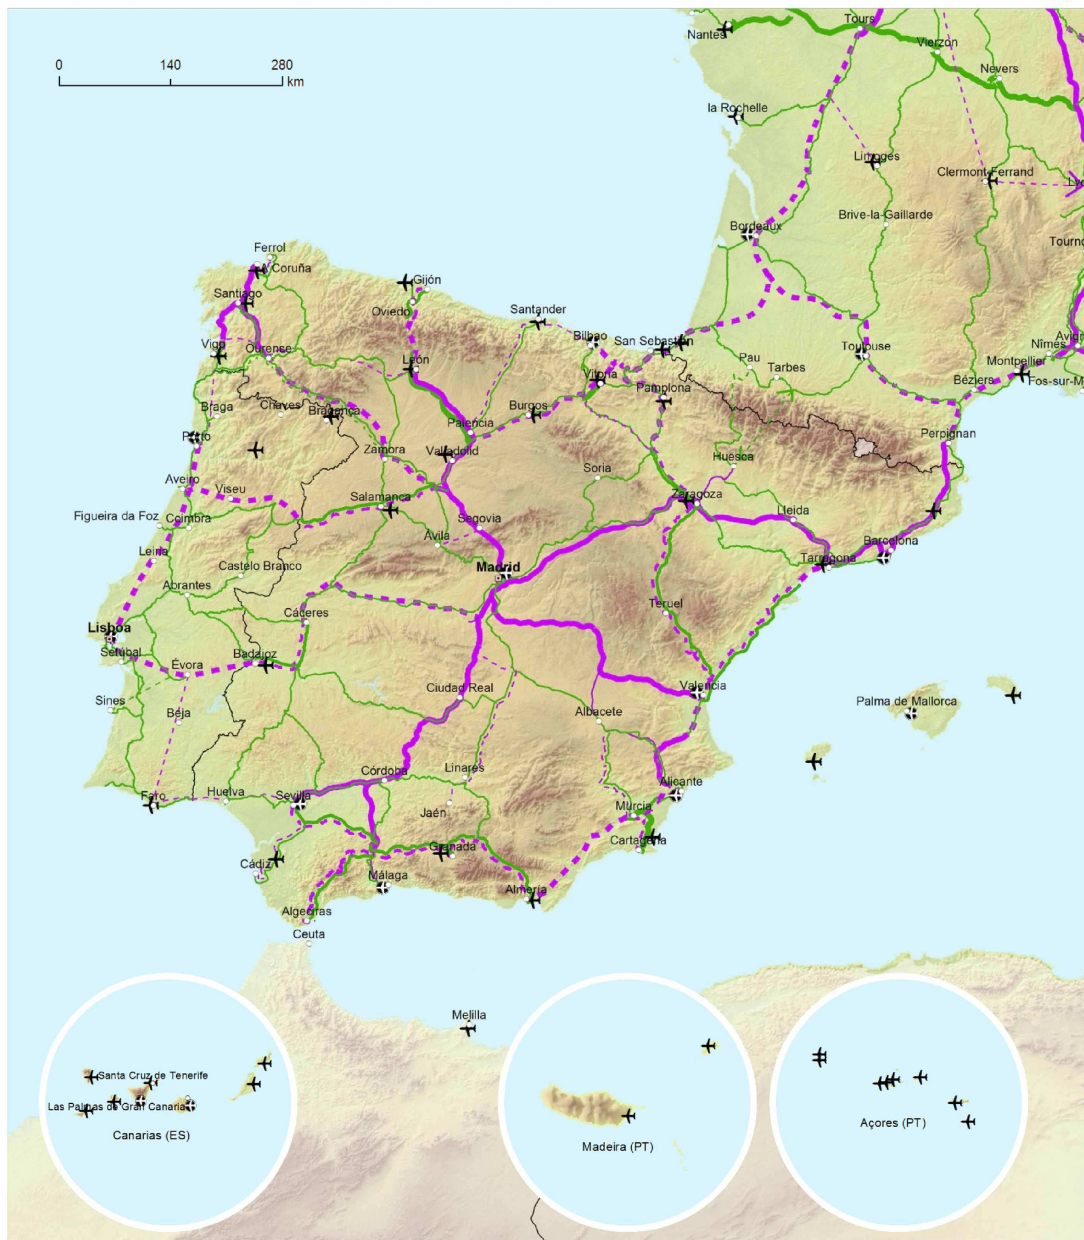 0 140 280
km
Nantes
Tours
Vierzon
Nevers
la Rochelle
Limoges
Clermont-Ferrand
Brive-la-Gaillarde
Bordeaux
Ferrol
A Coruña
Gijón
Santiago
Oviedo
Santander
Bilbao
San Sebastián
Toulouse
Nîmes
Montpellier
Vigo
Ourense
León
Pau
Béziers
Fos-sur-M
Tarbes
Vitoria
Pamplona
Chaves
Bragança
Burgos
Braga
Palencia
Perpignan
Porto
Zamora
Valladolid
Huesca
Soria
Aveiro
Viseu
Salamanca
Zaragoza
Lleida
Figueira da Foz
Coimbra
Segovia
Barcelona
Leiria
Ávila
Tarragona
Castelo Branco
Madrid
Abrantes
Teruel
Cáceres
Lisboa
Setúbal
Badajoz
Évora
Ciudad Real
Valencia
Sines
Beja
Albacete
Palma de Mallorca
Córdoba
Linares
Alicante
Faro
Huelva
Sevilla
Jaén
Murcia
Cartagena
Granada
Cádiz
Málaga
Almería
Algeciras
Ceuta
Melilla
Santa Cruz de Tenerife
Las Palmas de Gran Canaria
Canarias (ES)
Madeira (PT)
Açores (PT)